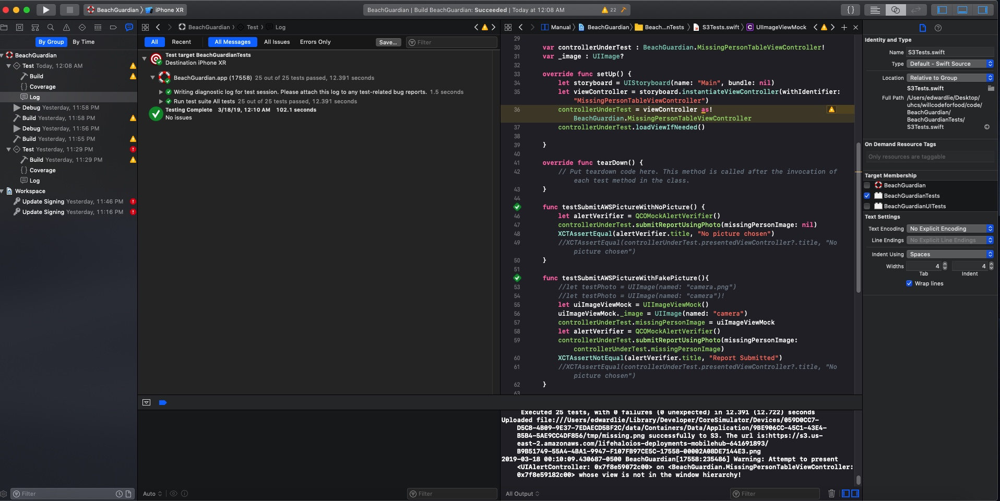 BeachGuardian 〉 iPhone XR
BeachGuardian | Build BeachGuardian: Succeeded | Today at 12:08 AM
22
{}
BeachGuardian 〉 Test 〉 Log
Manual 〉 BeachGuardian 〉 Beach...nTests 〉 S3Tests.swift 〉 C UIImageViewMock
By Group By Time
All Recent All Messages All Issues Errors Only Save... Filter
BeachGuardian
Test Today, 12:08 AM
Build
Coverage
Log
Debug Yesterday, 11:58 PM
Build Yesterday, 11:58 PM
Debug Yesterday, 11:56 PM
Build Yesterday, 11:55 PM
Test Yesterday, 11:29 PM
Build Yesterday, 11:29 PM
Coverage
Log
Workspace
Update Signing Yesterday, 11:46 PM
Update Signing Yesterday, 11:16 PM
Filter
Test target BeachGuardianTests
Destination iPhone XR
BeachGuardian.app (17558) 25 out of 25 tests passed, 12.391 seconds
Writing diagnostic log for test session. Please attach this log to any test-related bug reports. 1.5 seconds
Run test suite All tests 25 out of 25 tests passed, 12.391 seconds
Testing Complete 3/18/19, 12:10 AM 102.1 seconds
No issues
29
30 var controllerUnderTest : BeachGuardian.MissingPersonTableViewController!
31 var _image : UIImage?
32
33 override func setUp() {
34 let storyboard = UIStoryboard(name: "Main", bundle: nil)
35 let viewController = storyboard.instantiateViewController(withIdentifier:
"MissingPersonTableViewController")
36 controllerUnderTest = viewController as!
BeachGuardian.MissingPersonTableViewController
37 controllerUnderTest.loadViewIfNeeded()
38
39 }
40
41 override func tearDown() {
42 // Put teardown code here. This method is called after the invocation of
each test method in the class.
43 }
44
func testSubmitAWSPictureWithNoPicture() {
46 let alertVerifier = QCOMockAlertVerifier()
47 controllerUnderTest.submitReportUsingPhoto(missingPersonImage: nil)
48 XCTAssertEqual(alertVerifier.title, "No picture chosen")
49 //XCTAssertEqual(controllerUnderTest.presentedViewController?.title, "No
picture chosen")
50 }
51
func testSubmitAWSPictureWithFakePicture(){
53 //let testPhoto = UIImage(named: "camera.png")
54 //let testPhoto = UIImage(named: "camera")!
55 let uiImageViewMock = UIImageViewMock()
56 uiImageViewMock._image = UIImage(named: "camera")
57 controllerUnderTest.missingPersonImage = uiImageViewMock
58 let alertVerifier = QCOMockAlertVerifier()
59 controllerUnderTest.submitReportUsingPhoto(missingPersonImage:
controllerUnderTest.missingPersonImage)
60 XCTAssertNotEqual(alertVerifier.title, "Report Submitted")
61 //XCTAssertEqual(controllerUnderTest.presentedViewController?.title, "No
picture chosen")
62 }
63
Auto Filter
Executed 25 tests, with 0 failures (0 unexpected) in 12.391 (12.722) seconds
Uploaded file:///Users/edwardlie/Library/Developer/CoreSimulator/Devices/059D0CC7-
D5C8-4B09-9E37-7EDAECD5BF2C/data/Containers/Data/Application/9BE906CC-45C1-43E4-
B5B4-5AE9CC4DF856/tmp/missing.png successfully to S3. The url is:https://s3.us-
east-2.amazonaws.com/lifehaloios-deployments-mobilehub-641691893/
B9B51749-55A4-4BA1-9947-F107FB97CE5C-17558-00002A08DE7144E3.png
2019-03-18 00:10:09.430687-0500 BeachGuardian[17558:235486] Warning: Attempt to present
<UIAlertController: 0x7f8e59072c00> on <BeachGuardian.MissingPersonTableViewController:
0x7f8e59182c00> whose view is not in the window hierarchy!
All Output Filter
Identity and Type
Name S3Tests.swift
Type Default - Swift Source
Location Relative to Group
S3Tests.swift
Full Path /Users/edwardlie/Desktop/
uhcs/willcodeforfood/code/
BeachGuardian/
BeachGuardianTests/
S3Tests.swift
On Demand Resource Tags
Only resources are taggable
Target Membership
BeachGuardian
BeachGuardianTests
BeachGuardianUITests
Text Settings
Text Encoding No Explicit Encoding
Line Endings No Explicit Line Endings
Indent Using Spaces
Widths 4 4
Tab Indent
Wrap lines